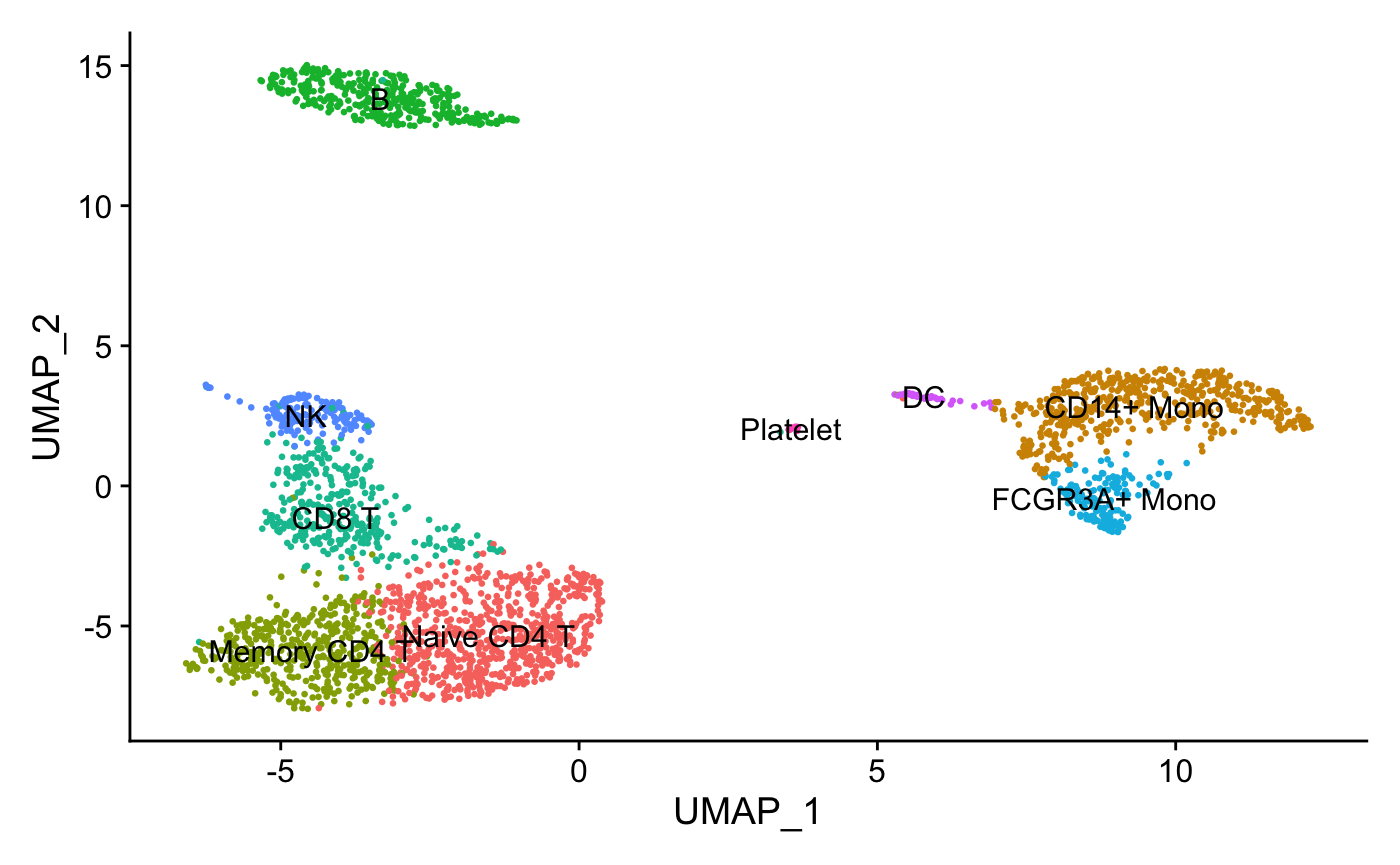 15
B
10
UMAP_2
5
NK
DC
CD14+ Mono
Platelet
0
CD8 T
FCGR3A+ Mono
-5
Naive CD4 T
Memory CD4 T
-5
0
5
10
UMAP_1